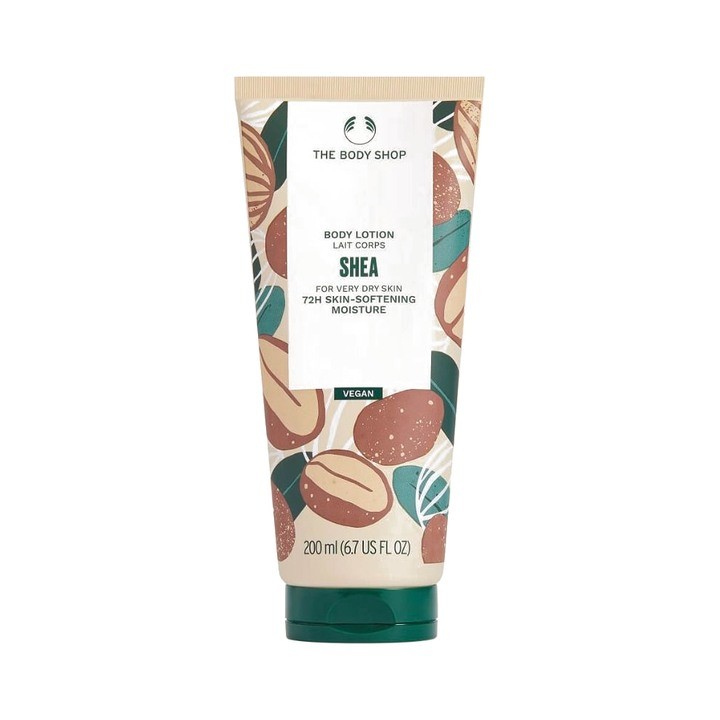 THE BODY SHOP
BODY LOTION
LAIT CORPS
SHEA
FOR VERY DRY SKIN
72H SKIN-SOFTENING
MOISTURE
VEGAN
200 ml (6.7 US FL OZ)